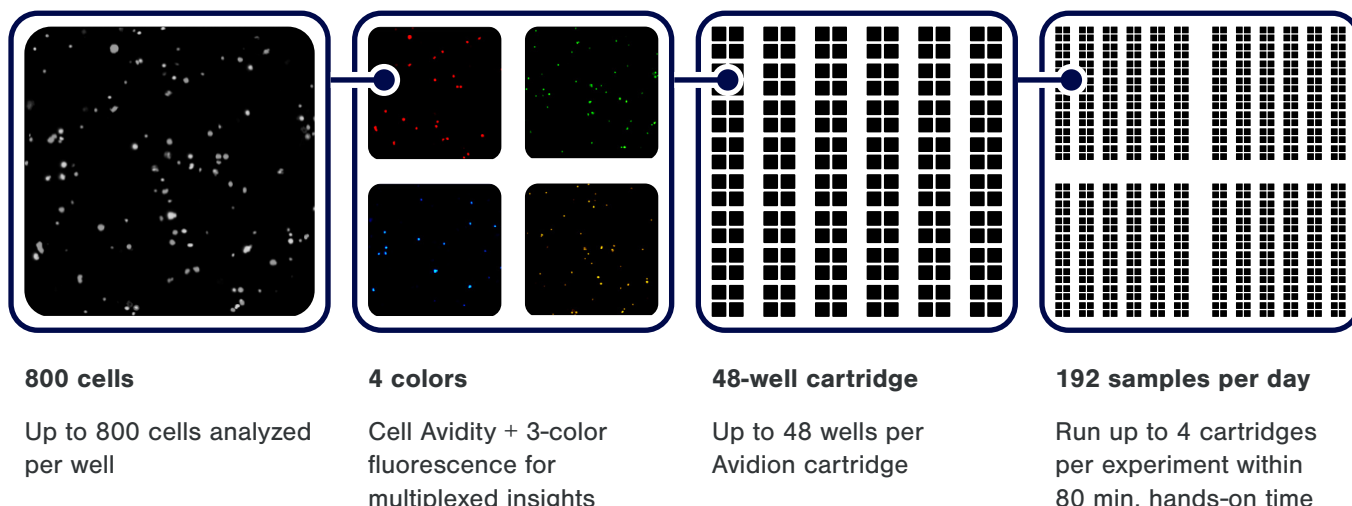 800 cells
Up to 800 cells analyzed
per well
4 colors
Cell Avidity + 3-color
fluorescence for
multiplexed insights
48-well cartridge
Up to 48 wells per
Avidion cartridge
192 samples per day
Run up to 4 cartridges
per experiment within
80 min. hands-on time